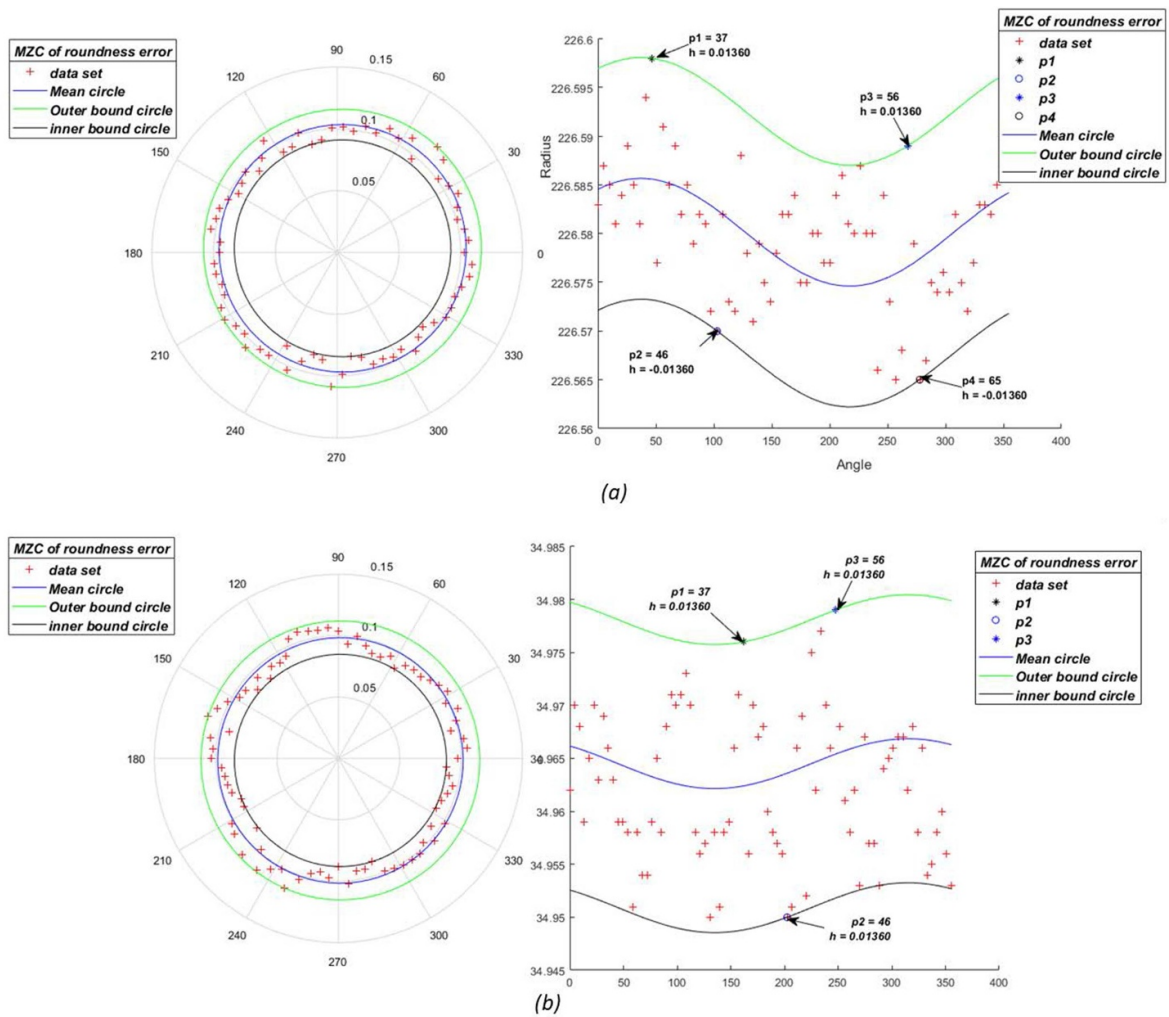 MZC of roundness error
data set
Mean circle
Outer bound circle
inner bound circle
90
0.15
120
60
0.1
150
30
0.05
180
0
210
330
240
300
270
MZC of roundness error
data set
p1
p2
p3
p4
Mean circle
Outer bound circle
inner bound circle
226.6
226.595
226.59
226.585
226.58
226.575
226.57
226.565
226.56
Radius
p1 = 37
h = 0.01360
p3 = 56
h = 0.01360
p2 = 46
h = -0.01360
p4 = 65
h = -0.01360
0
50
100
150
200
250
300
350
400
Angle
(a)
MZC of roundness error
data set
Mean circle
Outer bound circle
inner bound circle
90
0.15
120
60
0.1
150
30
0.05
180
210
330
240
300
270
34.985
34.98
34.975
34.97
34.965
34.96
34.955
34.95
34.945
p3 = 56
h = 0.01360
p1 = 37
h = 0.01360
p2 = 46
h = 0.01360
0
50
100
150
200
250
300
350
400
MZC of roundness error
data set
p1
p2
p3
Mean circle
Outer bound circle
inner bound circle
(b)